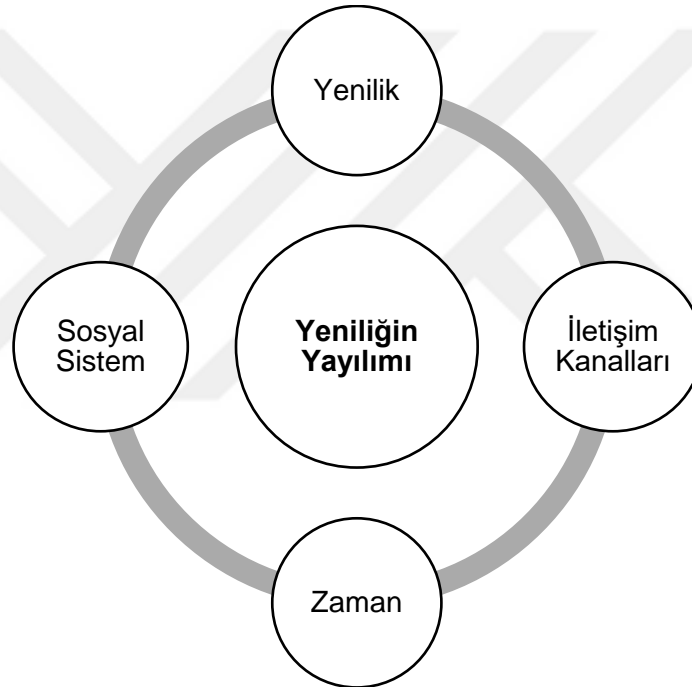 Yenilik
Sosyal
Sistem
Yeniliğin
Yayılımı
İletişim
Kanalları
Zaman